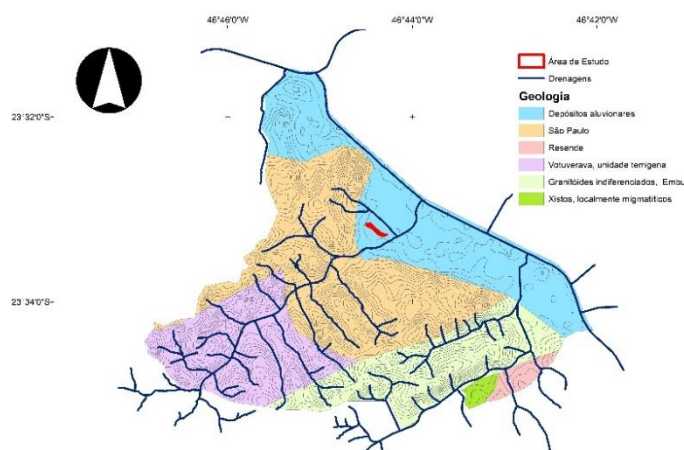 46°46'0"W
46°44'0"W
46°42'0"W
23°32'0"S
23°34'0"S
Área de Estudo
Drenagens
Geologia
Depósitos aluvionares
São Paulo
Resende
Votuverava, unidade terrígena
Granitóides indiferenciados, Embu
Xistos, localmente migmatíticos